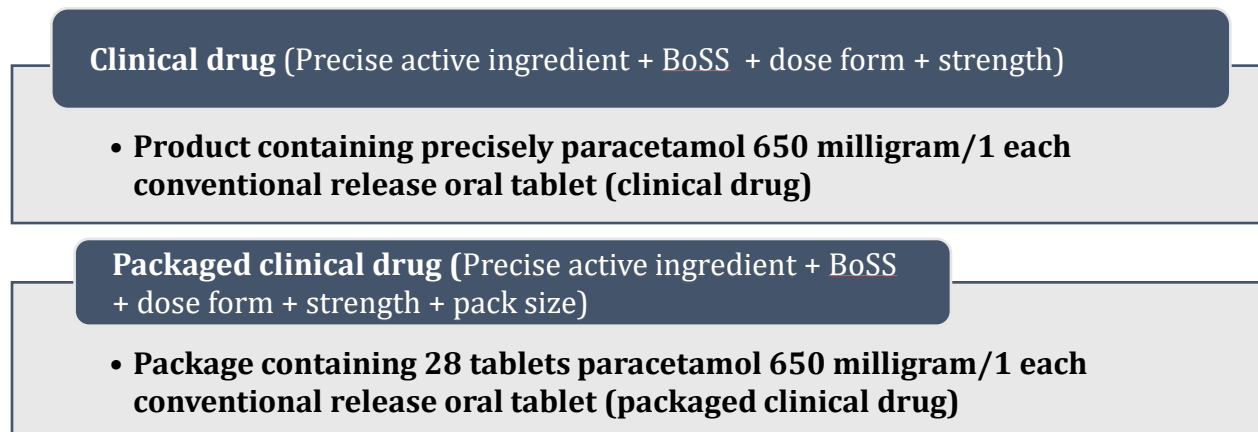 Clinical drug (Precise active ingredient + BoSS + dose form + strength)
• Product containing precisely paracetamol 650 milligram/1 each
conventional release oral tablet (clinical drug)
Packaged clinical drug (Precise active ingredient + BoSS
+ dose form + strength + pack size)
• Package containing 28 tablets paracetamol 650 milligram/1 each
conventional release oral tablet (packaged clinical drug)